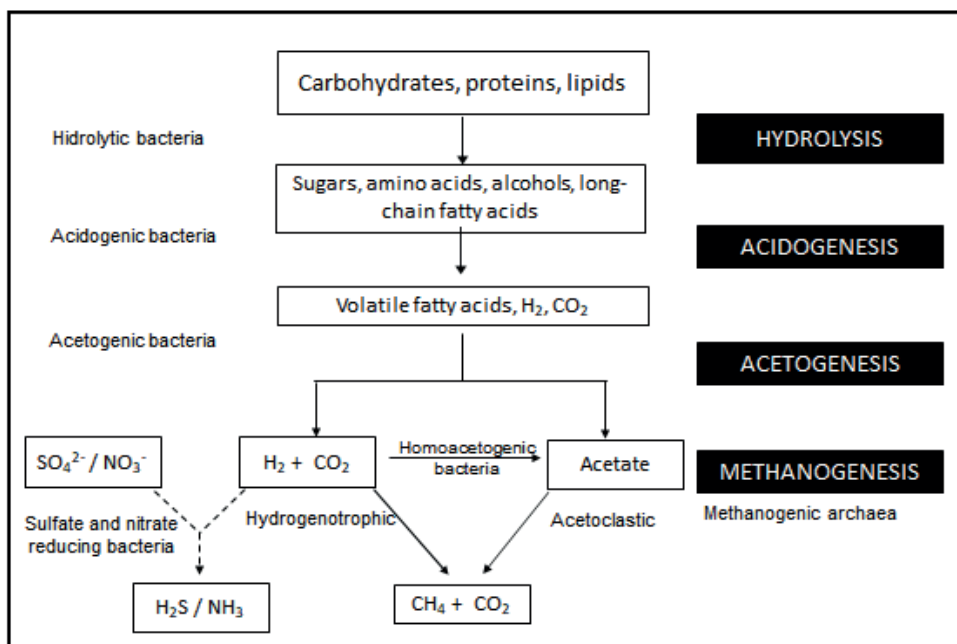 Carbohydrates, proteins, lipids
Hidrolytic bacteria
HYDROLYSIS
Sugars, amino acids, alcohols, long-
chain fatty acids
Acidogenic bacteria
ACIDOGENESIS
Volatile fatty acids, H₂, CO₂
Acetogenic bacteria
ACETOGENESIS
SO₄²⁻ / NO₃⁻
H₂ + CO₂
Homoacetogenic
bacteria
Acetate
METHANOGENESIS
Sulfate and nitrate
reducing bacteria
Hydrogenotrophic
Acetoclastic
Methanogenic archaea
H₂S / NH₃
CH₄ + CO₂